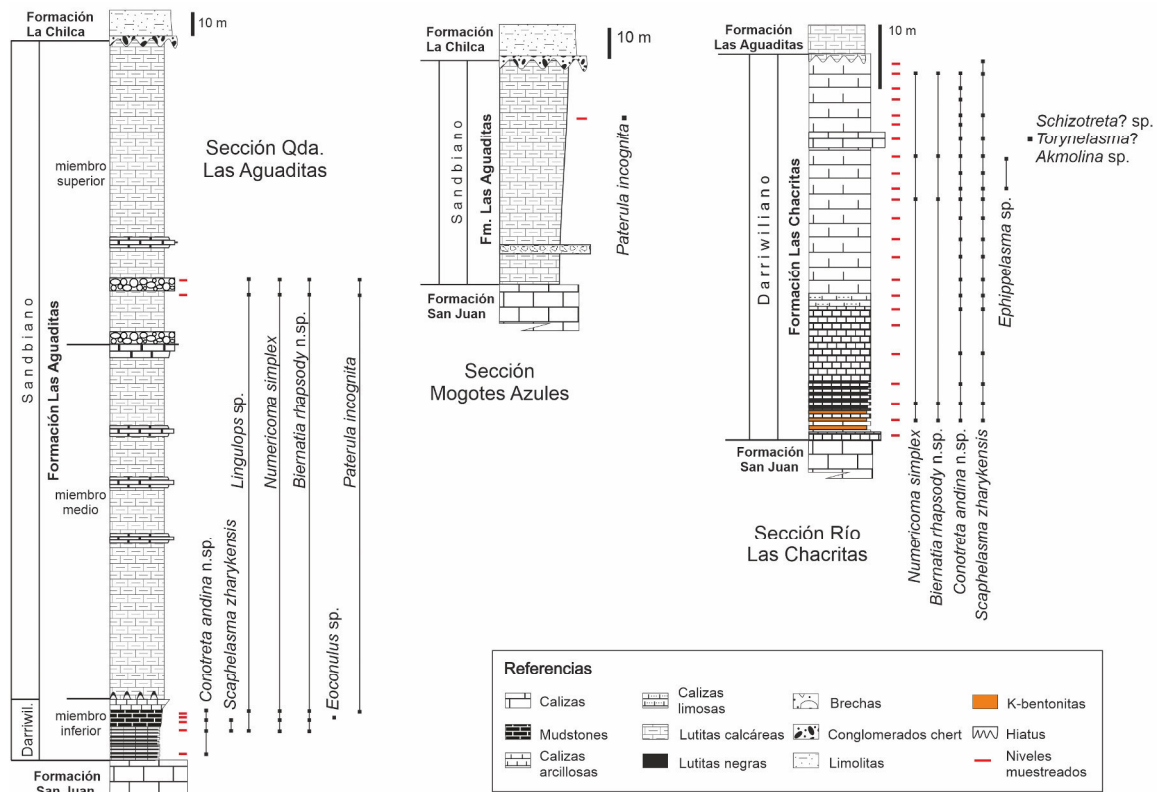 Formación
La Chilca
10 m
Sandbiano
Darriwil.
Formación Las Aguaditas
miembro
superior
miembro
medio
miembro
inferior
Formación
San Juan
Sección Qda.
Las Aguaditas
Conotreta andina n.sp.
Scaphelasma zharykensis
Lingulops sp.
Numericoma simplex
Biernatia rhapsody n.sp.
Eoconulus sp.
Paterula incognita
Formación
La Chilca
10 m
Sandbiano
Fm. Las Aguaditas
Formación
San Juan
Paterula incognita
Sección
Mogotes Azules
Formación
Las Aguaditas
10 m
Darriwiliano
Formación Las Chacritas
Formación
San Juan
Sección Río
Las Chacritas
Numericoma simplex
Biernatia rhapsody n.sp.
Conotreta andina n.sp.
Scaphelasma zharykensis
Ephippelasma sp.
Schizotreta? sp.
Torynelasma?
Akmolina sp.
Referencias
Calizas
Mudstones
Calizas
arcillosas
Calizas
limosas
Lutitas calcáreas
Lutitas negras
Brechas
Conglomerados chert
Limolitas
K-bentonitas
Hiatus
Niveles
muestreados